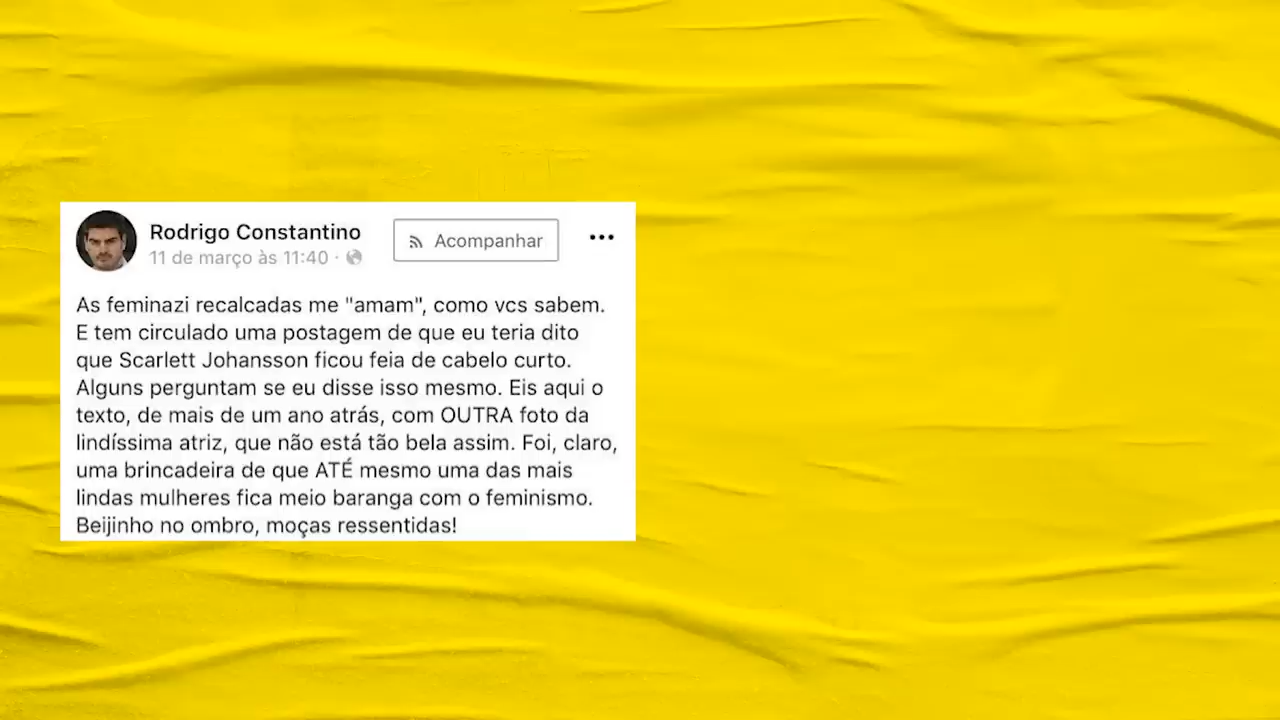 Rodrigo Constantino
Acompanhar
11 de março às 11:40 ·
As feminazi recalcadas me "amam", como vcs sabem.
E tem circulado uma postagem de que eu teria dito
que Scarlett Johansson ficou feia de cabelo curto.
Alguns perguntam se eu disse isso mesmo. Eis aqui o
texto, de mais de um ano atrás, com OUTRA foto da
lindíssima atriz, que não está tão bela assim. Foi, claro,
uma brincadeira de que ATÉ mesmo uma das mais
lindas mulheres fica meio baranga com o feminismo.
Beijinho no ombro, moças ressentidas!